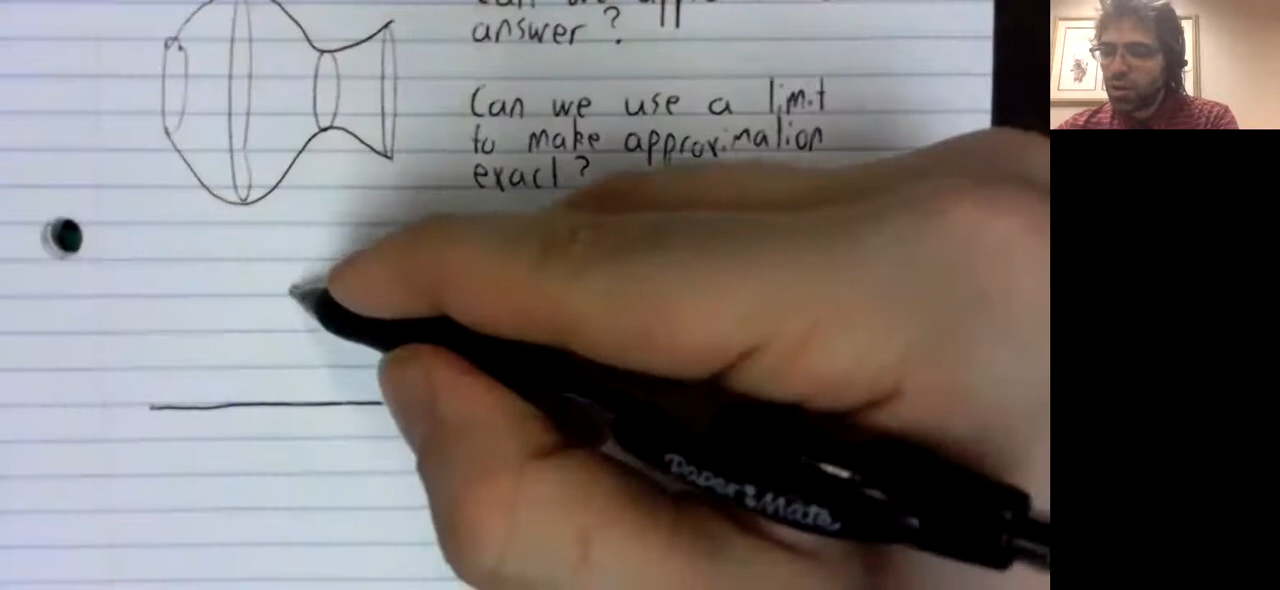 answer?
Can we use a limit
to make approximation
exact?
Paper:Mate